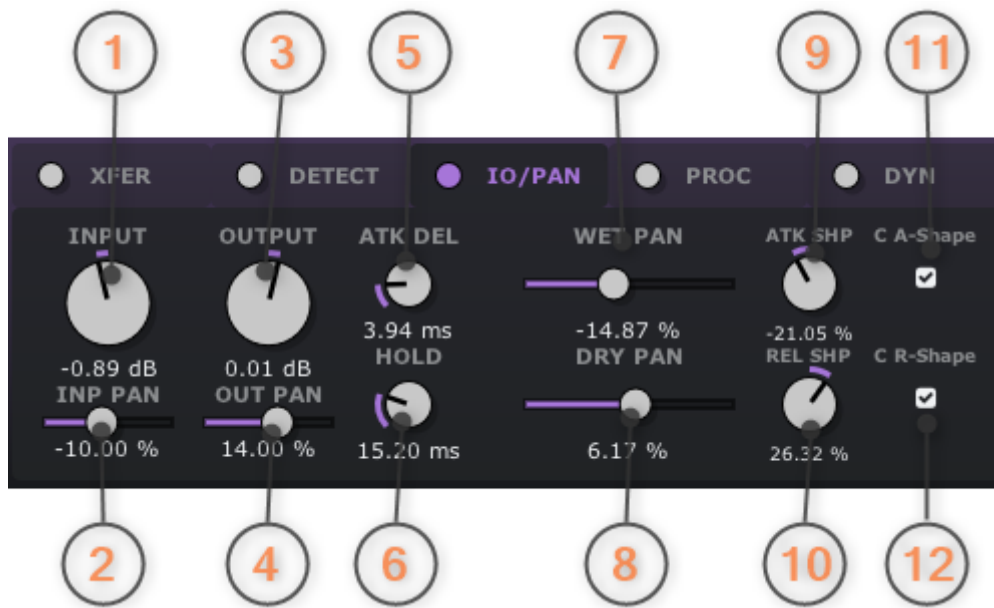 1 3 5 7 9 11
XFER DETECT IO/PAN PROC DYN
INPUT OUTPUT ATK DEL WET PAN ATK SHP C A-Shape
3.94 ms -14.87 % -21.05 %
-0.89 dB 0.01 dB HOLD DRY PAN REL SHP C R-Shape
INP PAN OUT PAN
-10.00 % 14.00 % 15.20 ms 6.17 % 26.32 %
2 4 6 8 10 12